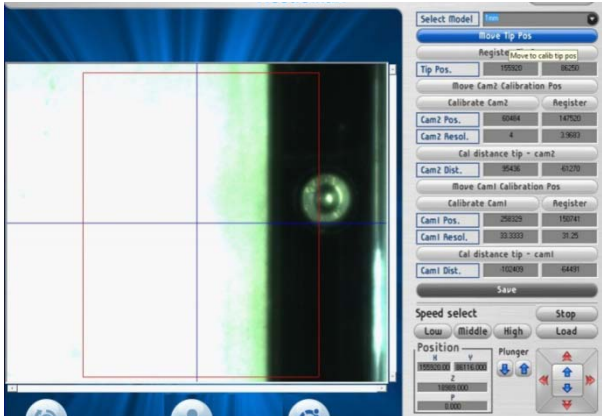 Select Model 1mm
Move Tip Pos
Move to calib tip pos
Tip Pos. 155920 86250
Move Cam2 Calibration Pos
Calibrate Cam2 Register
Cam2 Pos. 60484 147520
Cam2 Resol. 4 3.9683
Cal distance tip - cam2
Cam2 Dist. 95436 -61270
Move Cam1 Calibration Pos
Calibrate Cam1 Register
Cam1 Pos. 258329 150741
Cam1 Resol. 33.3333 31.25
Cal distance tip - cam1
Cam1 Dist. -102409 -64491
Save
Speed select Stop
Low Middle High Load
Position Plunger
X Y
Z
P
0.000